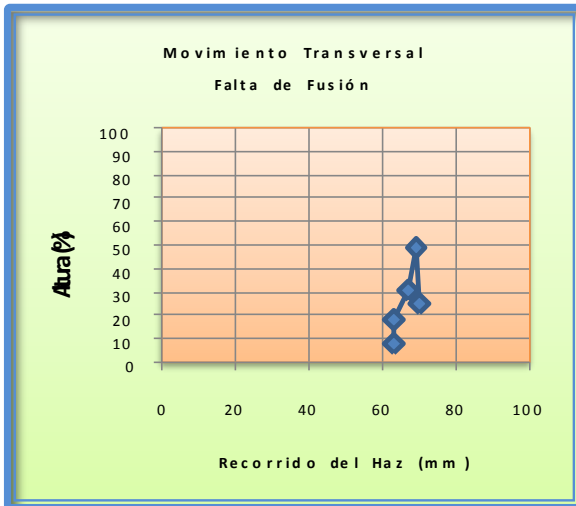 Movimiento Transversal
Falta de Fusión
100
90
80
70
60
50
40
30
20
10
0
Altura (%)
0 20 40 60 80 100
Recorrido del Haz (mm)